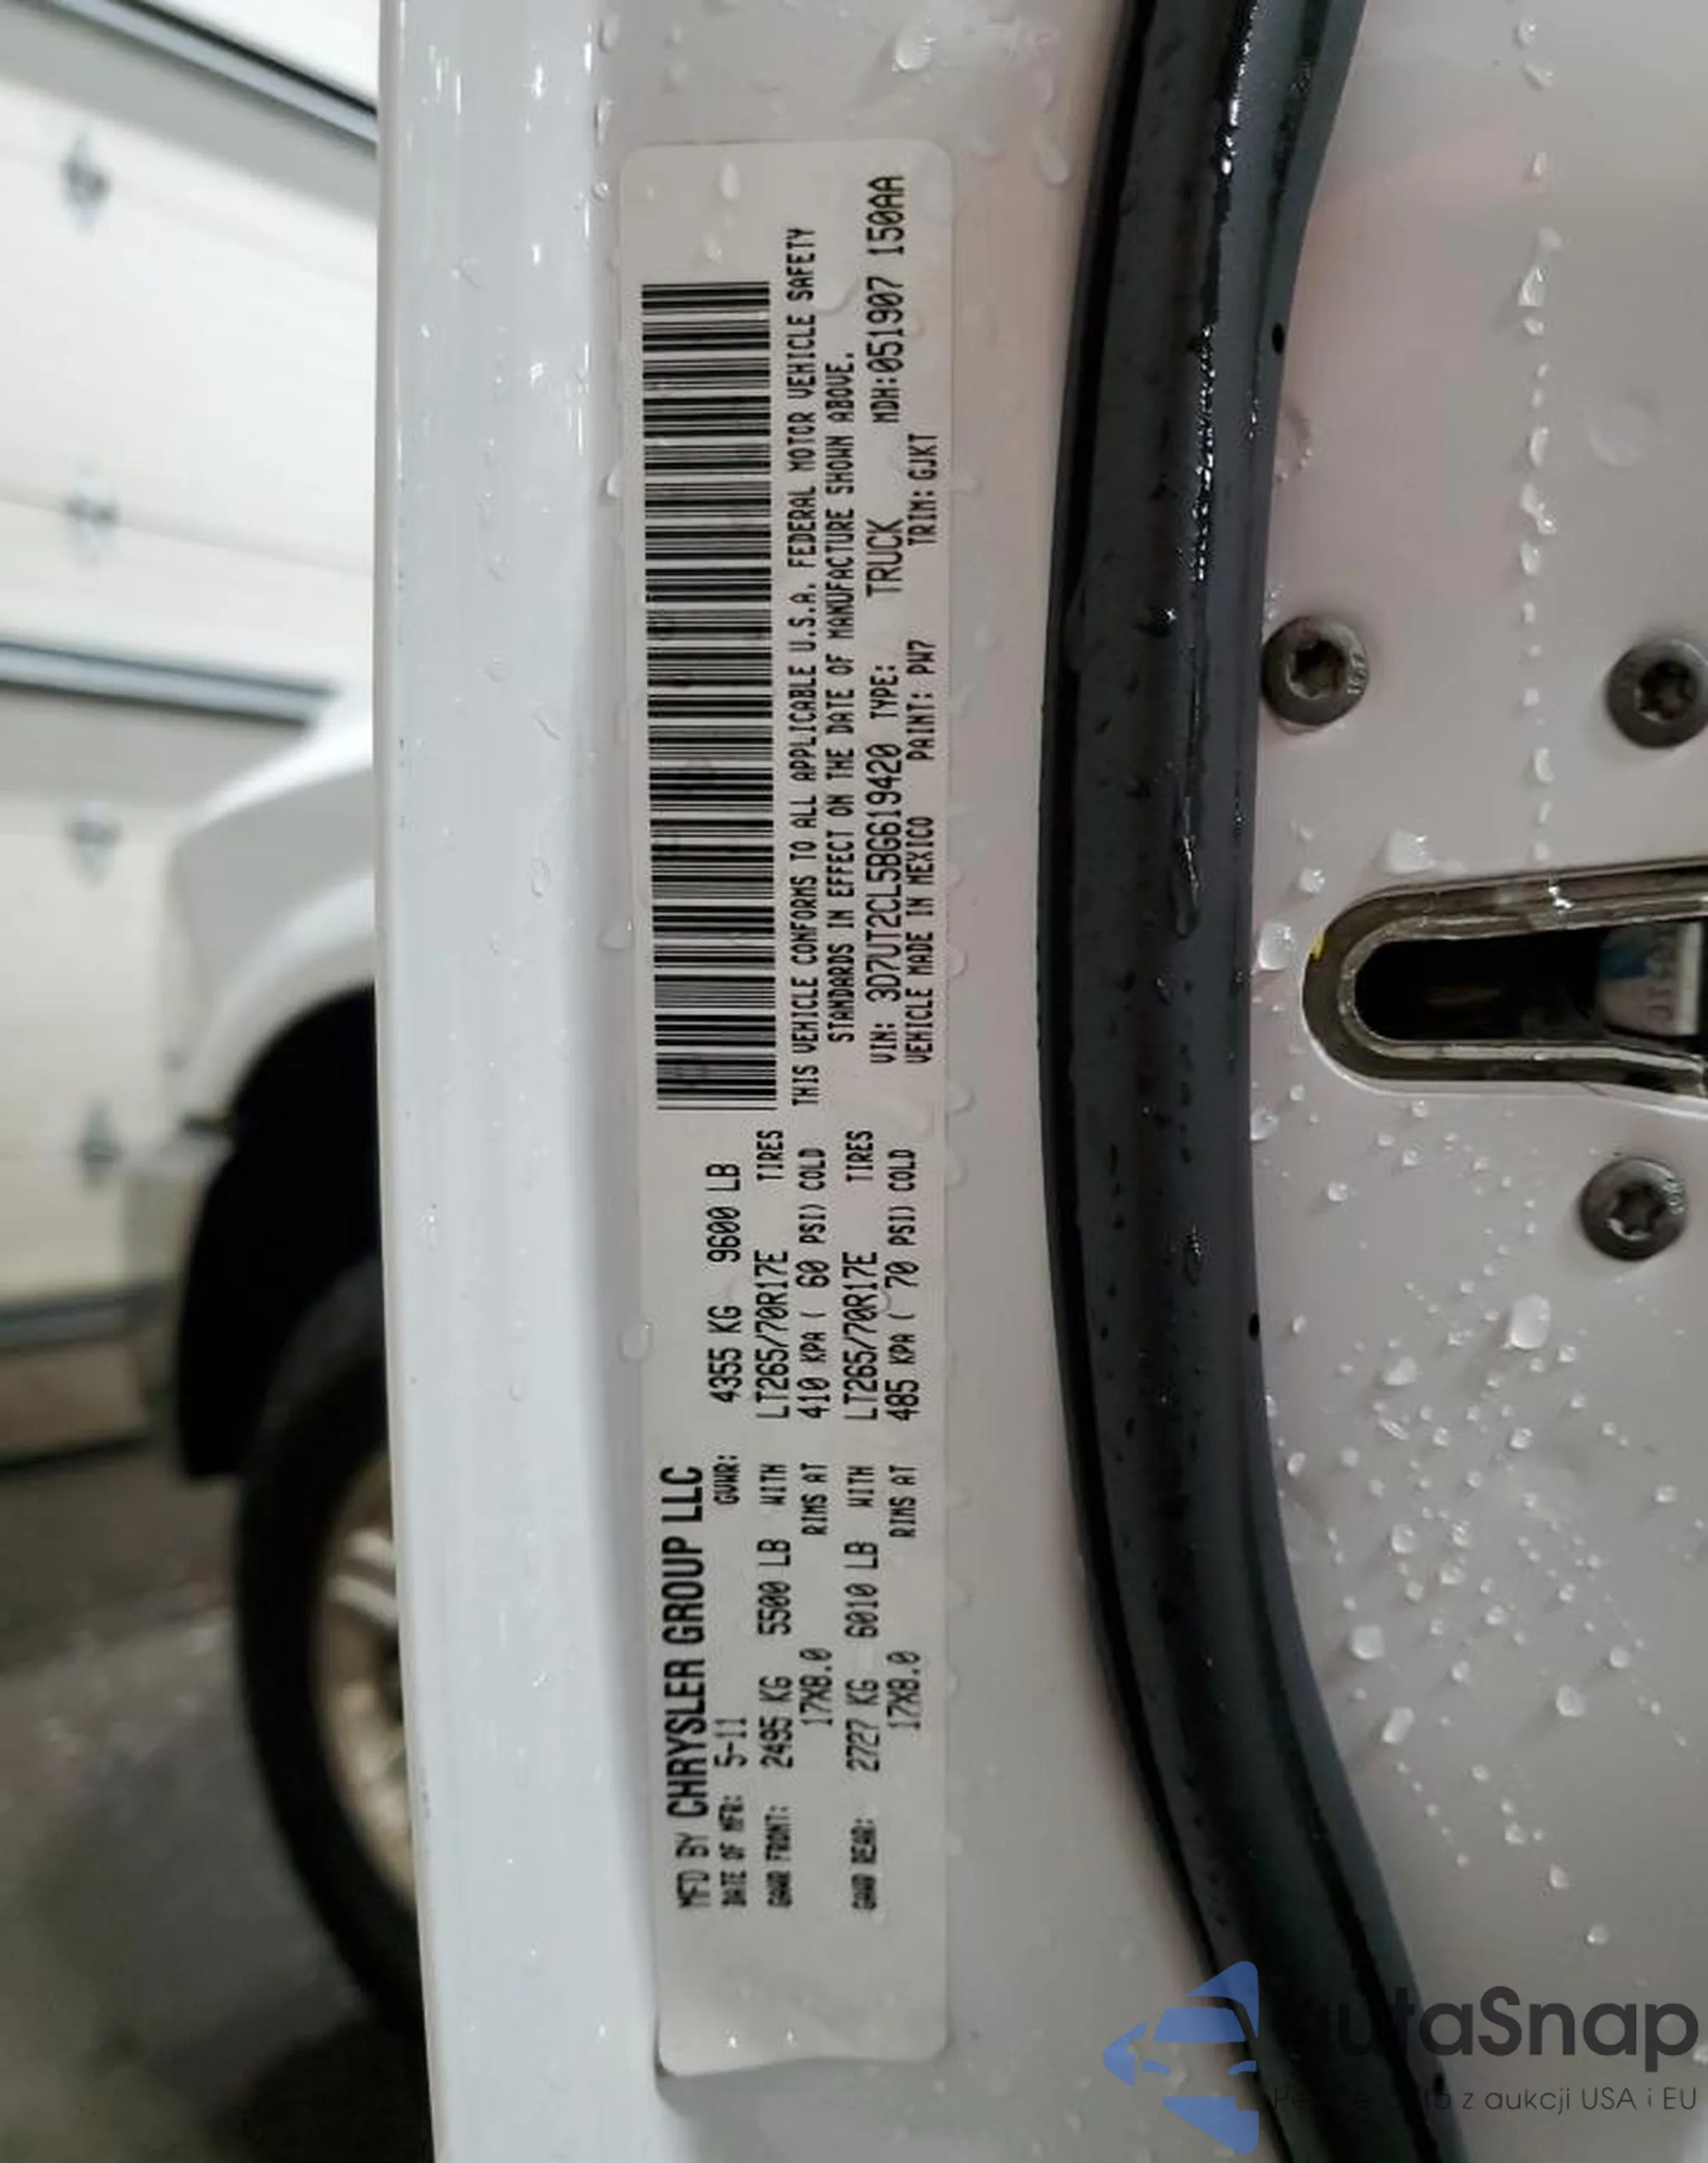 MFD BY CHRYSLER GROUP LLC
DATE OF MFR: 5-11 GVWR: 4355 KG 9600 LB
GAWR FRONT: 2495 KG 5500 LB WITH LT265/70R17E TIRES
17X8.0 RIMS AT 410 KPA ( 60 PSI) COLD
GAWR REAR: 2727 KG 6010 LB WITH LT265/70R17E TIRES
17X8.0 RIMS AT 485 KPA ( 70 PSI) COLD
THIS VEHICLE CONFORMS TO ALL APPLICABLE U.S.A. FEDERAL MOTOR VEHICLE SAFETY
STANDARDS IN EFFECT ON THE DATE OF MANUFACTURE SHOWN ABOVE.
VIN: 3D7UT2CL5BG619420 TYPE: TRUCK MDH:051907 150AA
VEHICLE MADE IN MEXICO PAINT: PW7 TRIM: GJKT
autaSnap
z aukcji USA i EU